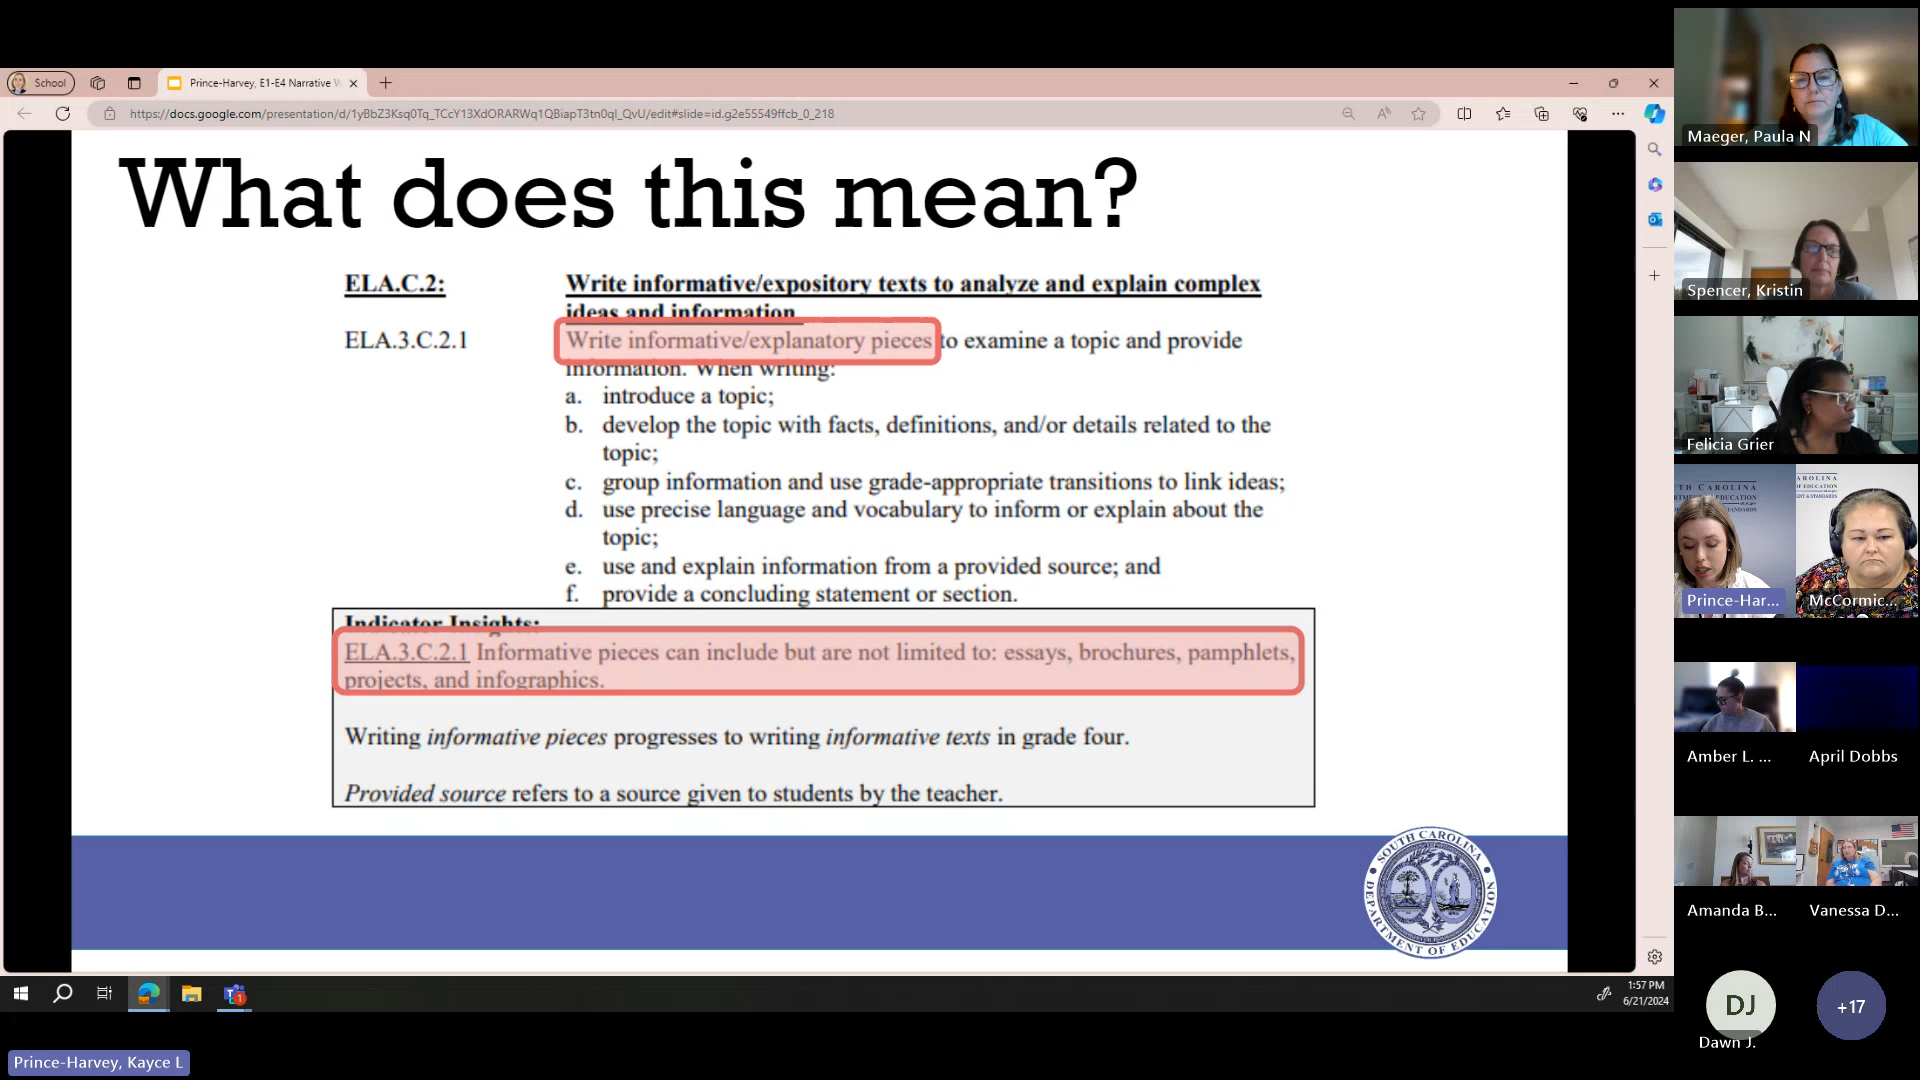 School
Prince-Harvey, E1-E4 Narrative W
https://docs.google.com/presentation/d/1yBbZ3Ksq0Tq_TCcY13XdORARWq1QBiapT3tn0ql_QvU/edit#slide=id.g2e55549ffcb_0_218
What does this mean?
ELA.C.2: Write informative/expository texts to analyze and explain complex
ideas and information.
ELA.3.C.2.1 Write informative/explanatory pieces to examine a topic and provide
information. When writing:
a. introduce a topic;
b. develop the topic with facts, definitions, and/or details related to the
topic;
c. group information and use grade-appropriate transitions to link ideas;
d. use precise language and vocabulary to inform or explain about the
topic;
e. use and explain information from a provided source; and
f. provide a concluding statement or section.
Indicator Insights:
ELA.3.C.2.1 Informative pieces can include but are not limited to: essays, brochures, pamphlets,
projects, and infographics.
Writing informative pieces progresses to writing informative texts in grade four.
Provided source refers to a source given to students by the teacher.
SOUTH CAROLINA
DEPARTMENT OF EDUCATION
1:57 PM
6/21/2024
Prince-Harvey, Kayce L
Maeger, Paula N
Spencer, Kristin
Felicia Grier
Prince-Har...
McCormic...
Amber L. ...
April Dobbs
Amanda B...
Vanessa D...
DJ
Dawn J.
+17